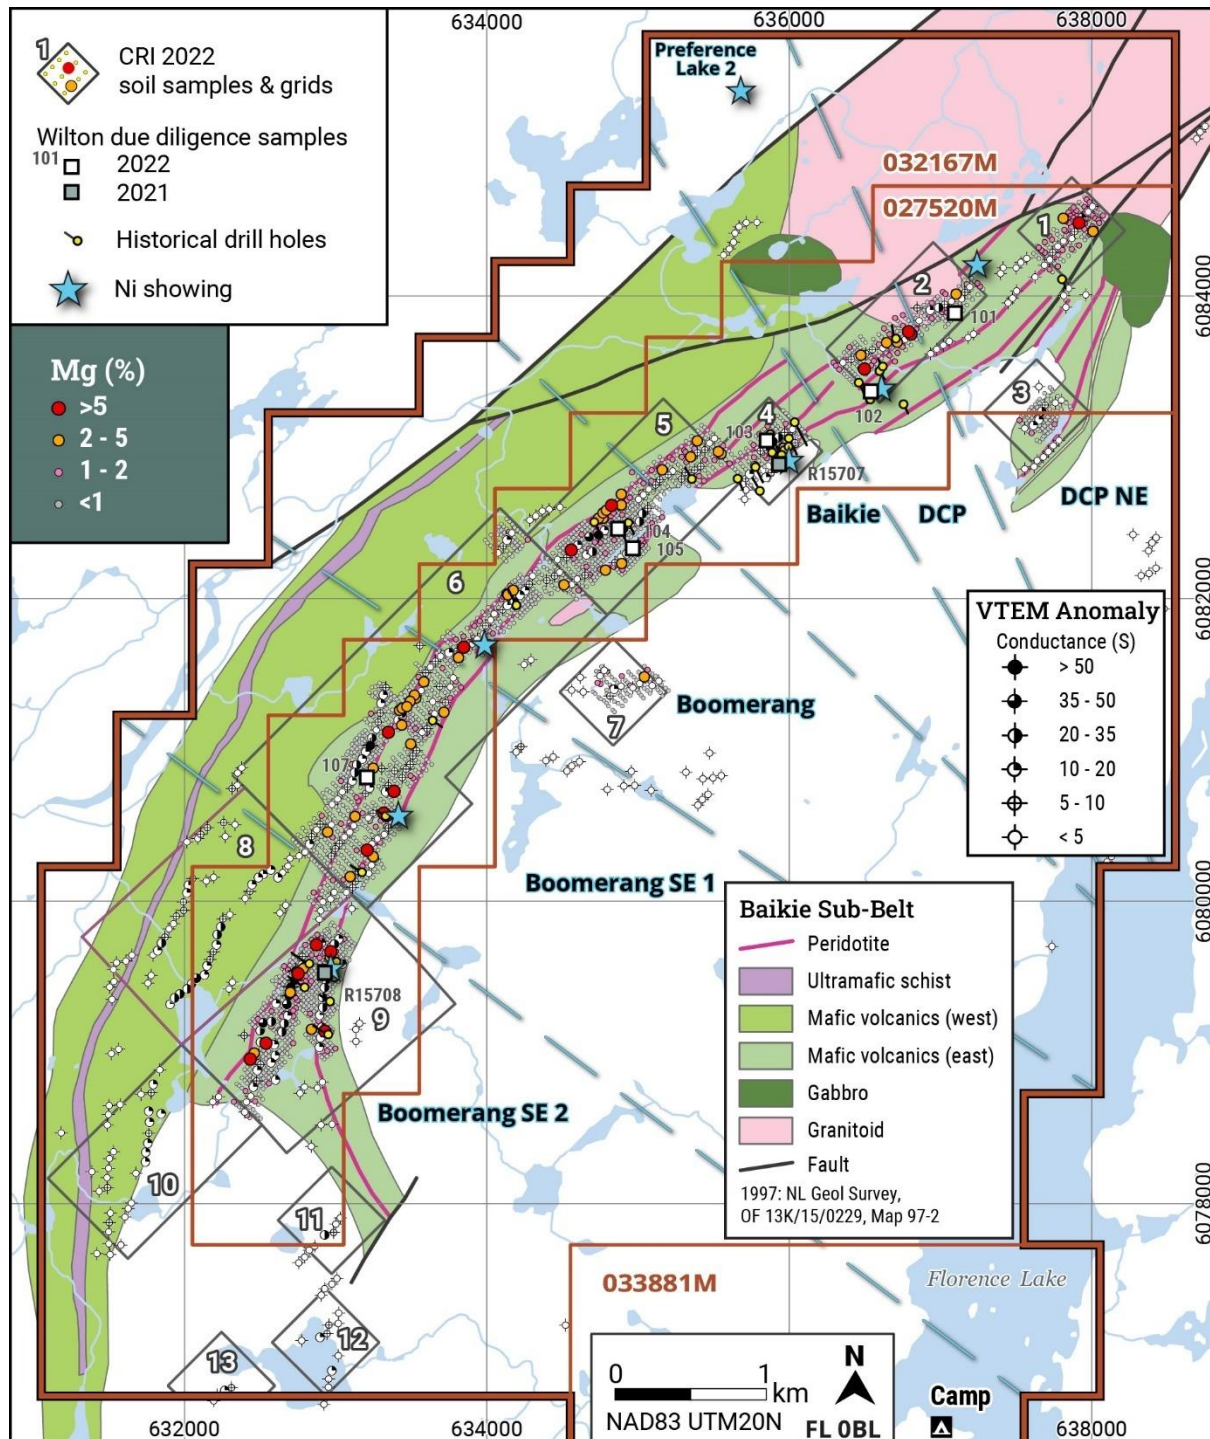 634000
636000
638000
1
CRI 2022
soil samples & grids
Wilton due diligence samples
101
2022
2021
Historical drill holes
Ni showing
Mg (%)
>5
2 - 5
1 - 2
<1
Preference
Lake 2
032167M
027520M
1
2
101
6084000
3
102
4
103
5
R15707
Baikie
DCP
DCP NE
104
105
6
6082000
VTEM Anomaly
Conductance (S)
> 50
35 - 50
20 - 35
10 - 20
5 - 10
< 5
7
Boomerang
107
8
Boomerang SE 1
6080000
Baikie Sub-Belt
Peridotite
Ultramafic schist
Mafic volcanics (west)
Mafic volcanics (east)
Gabbro
Granitoid
Fault
1997: NL Geol Survey,
OF 13K/15/0229, Map 97-2
R15708
9
Boomerang SE 2
10
11
6078000
033881M
Florence Lake
12
13
0 1
km
NAD83 UTM20N
N
FL OBL
Camp
632000
634000
638000